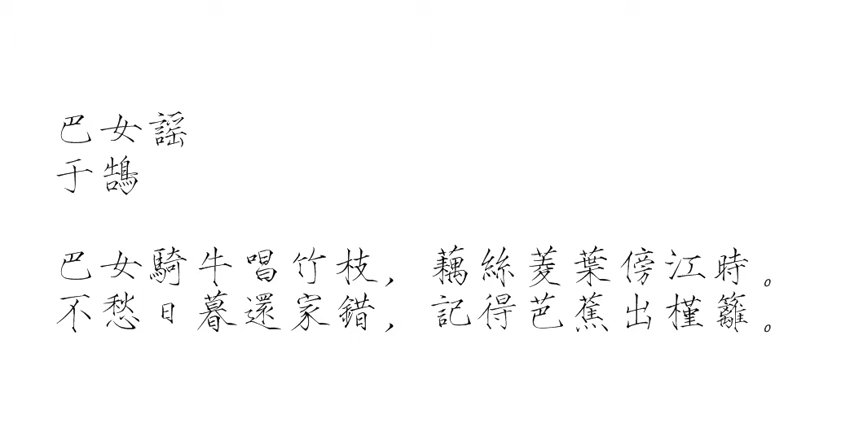 巴女謠
于鵠
巴女騎牛唱竹枝，藕絲菱葉傍江時。
不愁日暮還家錯，記得芭蕉出槿籬。